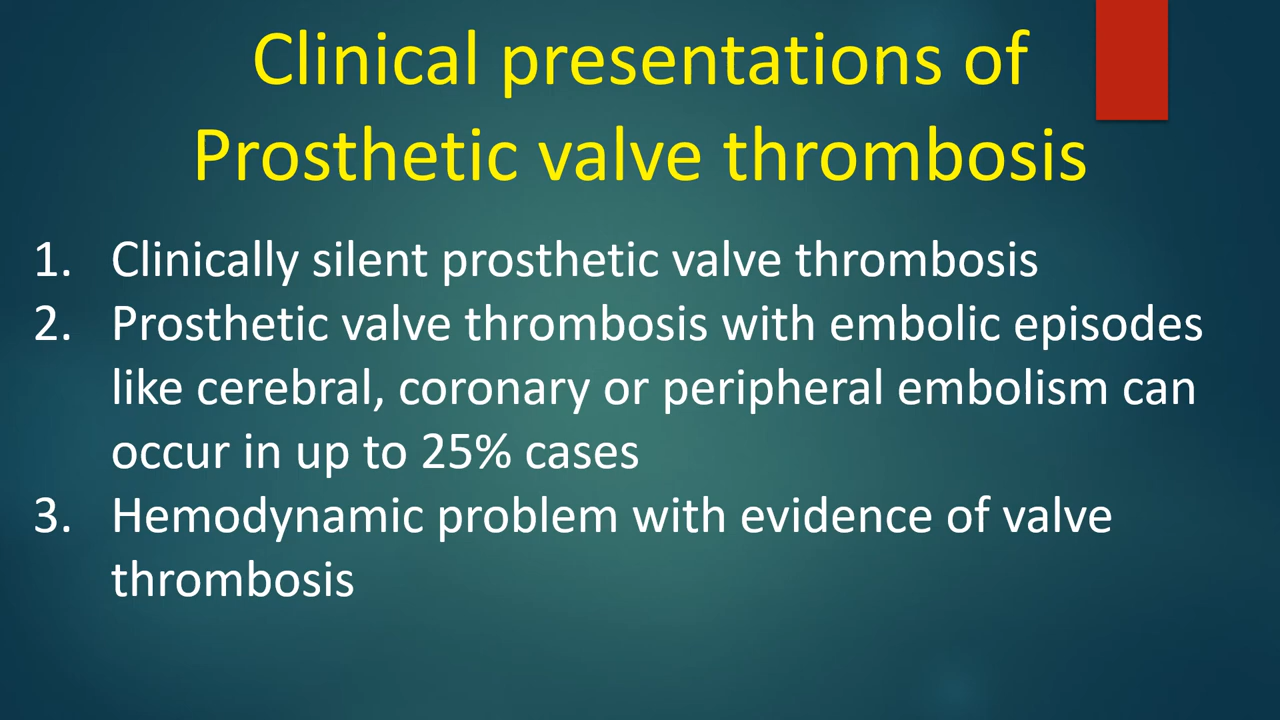 Clinical presentations of
Prosthetic valve thrombosis
1. Clinically silent prosthetic valve thrombosis
2. Prosthetic valve thrombosis with embolic episodes
like cerebral, coronary or peripheral embolism can
occur in up to 25% cases
3. Hemodynamic problem with evidence of valve
thrombosis